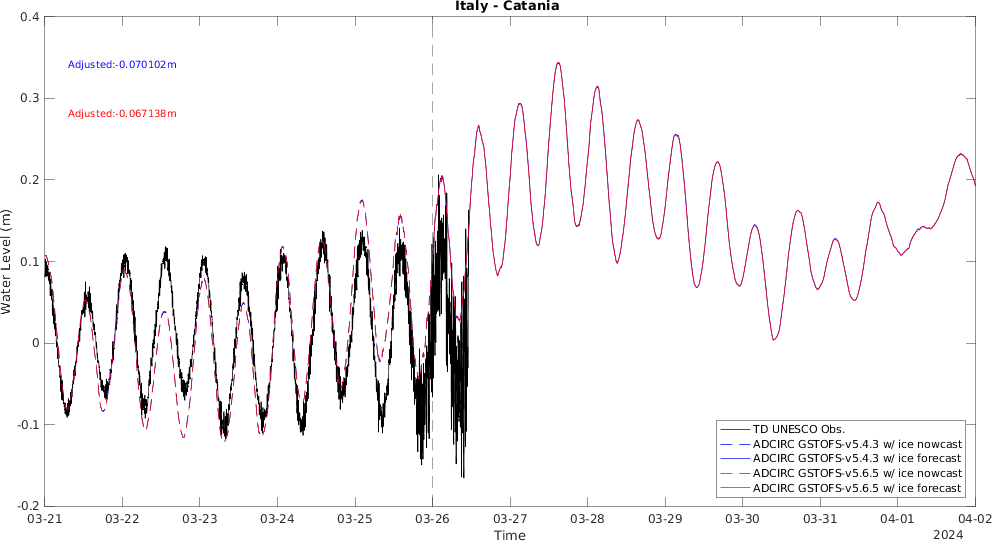 Italy - Catania
Adjusted:-0.070102m
Adjusted:-0.067138m
Water Level (m)
0.4
0.3
0.2
0.1
0
-0.1
-0.2
03-21
03-22
03-23
03-24
03-25
03-26
03-27
03-28
03-29
03-30
03-31
04-01
04-02
Time
2024
TD UNESCO Obs.
ADCIRC GSTOFS-v5.4.3 w/ ice nowcast
ADCIRC GSTOFS-v5.4.3 w/ ice forecast
ADCIRC GSTOFS-v5.6.5 w/ ice nowcast
ADCIRC GSTOFS-v5.6.5 w/ ice forecast